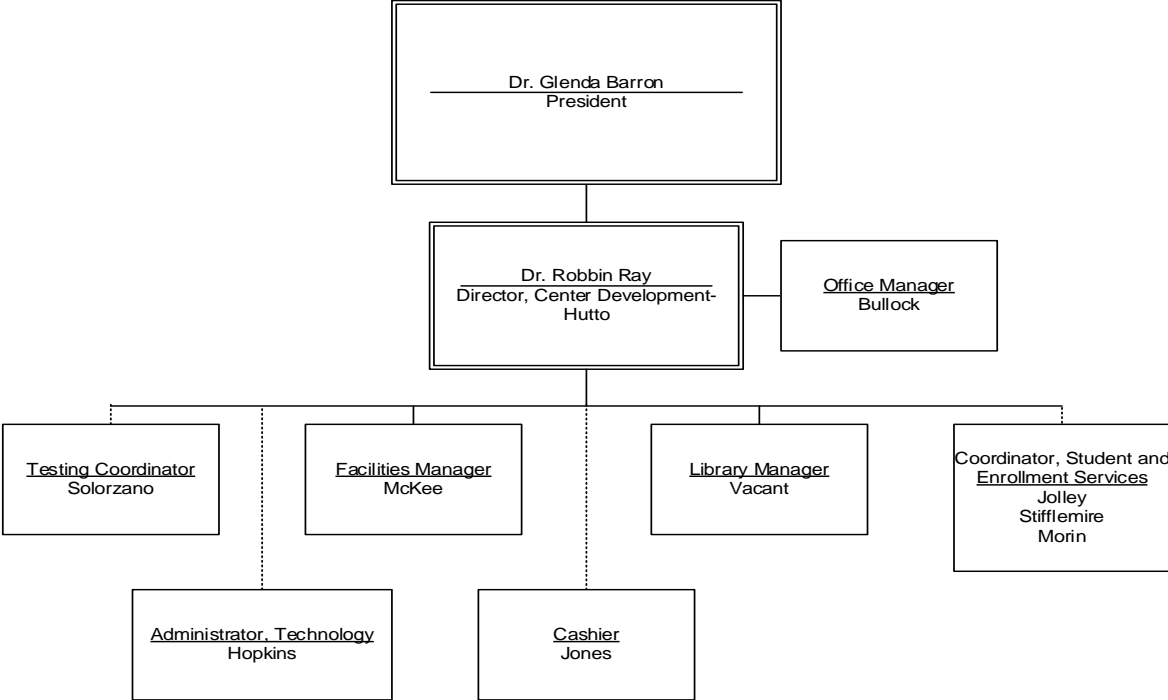 Dr. Glenda Barron
President
Dr. Robbin Ray
Director, Center Development-
Hutto
Office Manager
Bullock
Testing Coordinator
Solorzano
Facilities Manager
McKee
Library Manager
Vacant
Coordinator, Student and
Enrollment Services
Jolley
Stifflemire
Morin
Administrator, Technology
Hopkins
Cashier
Jones